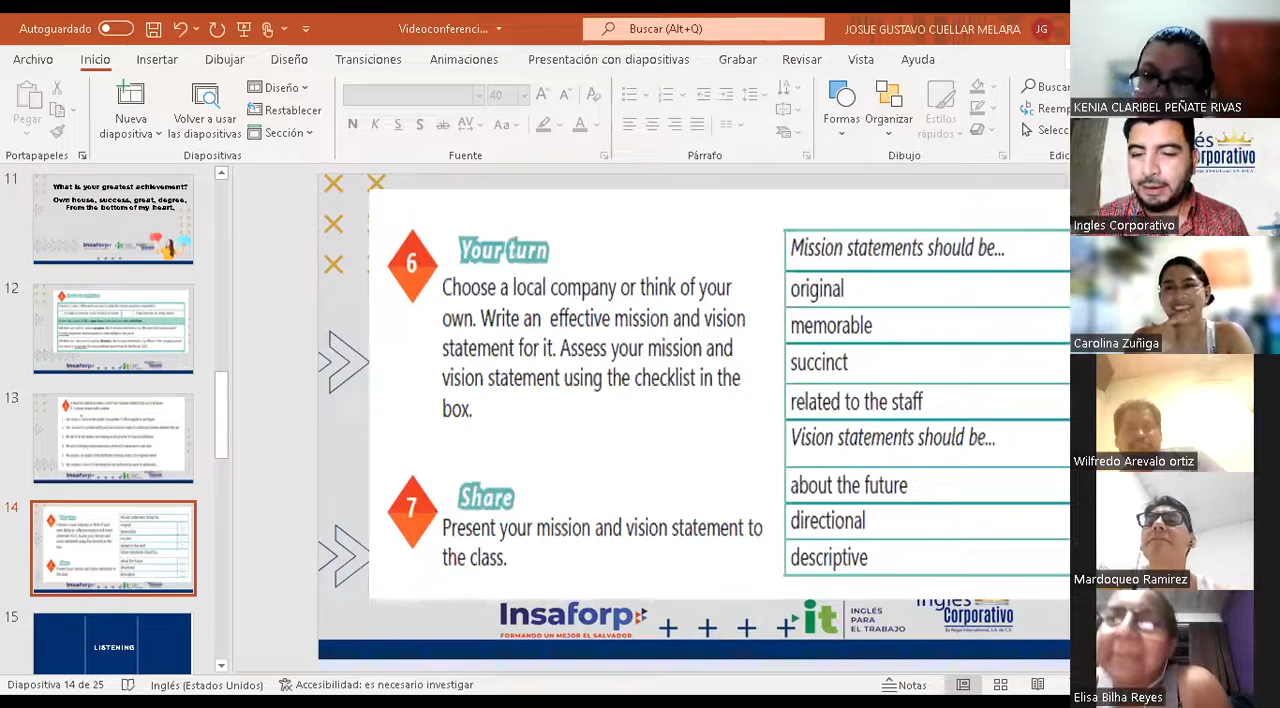 Autoguardado
Videoconferenci...
Buscar (Alt+Q)
JOSUE GUSTAVO CUELLAR MELARA
JG
Archivo
Inicio
Insertar
Dibujar
Diseño
Transiciones
Animaciones
Presentación con diapositivas
Grabar
Revisar
Vista
Ayuda
Pegar
Nueva
diapositiva
Volver a usar
las diapositivas
Diseño
Restablecer
Sección
40
Formas
Organizar
Estilos
rápidos
Buscar
Reemp
Selecc
Portapapeles
Diapositivas
Fuente
Párrafo
Dibujo
Edic
11
What is your greatest achievement?
Own house, success, great, degree,
From the bottom of my heart,
12
13
14
15
LISTENING
6
Your turn
Choose a local company or think of your
own. Write an effective mission and vision
statement for it. Assess your mission and
vision statement using the checklist in the
box.
7
Share
Present your mission and vision statement to
the class.
Mission statements should be...
original
memorable
succinct
related to the staff
Vision statements should be...
about the future
directional
descriptive
Insaforp
FORMANDO UN MEJOR EL SALVADOR
it
INGLÉS
PARA
EL TRABAJO
Inglés
Corporativo
Diapositiva 14 de 25
Inglés (Estados Unidos)
Accesibilidad: es necesario investigar
Notas
KENIA CLARIBEL PEÑATE RIVAS
Ingles Corporativo
Carolina Zuñiga
Wilfredo Arevalo ortiz
Mardoqueo Ramirez
Elisa Bilha Reyes